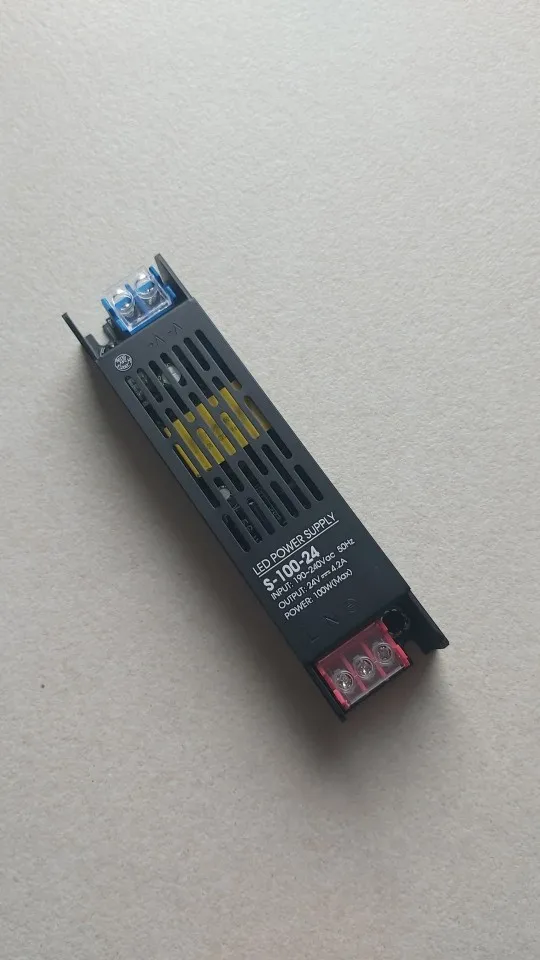 LED POWER SUPPLY
S-100-24
INPUT: 190-240Vac 50Hz
OUTPUT: 24V⎓4.2A
POWER: 100W(Max)